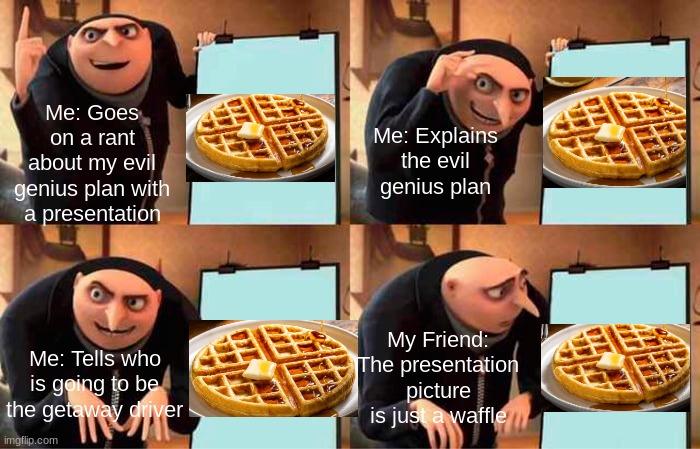 Me: Goes
on a rant
about my evil
genius plan with
a presentation
Me: Explains
the evil
genius plan
Me: Tells who
is going to be
the getaway driver
My Friend:
The presentation
picture
is just a waffle
imgflip.com